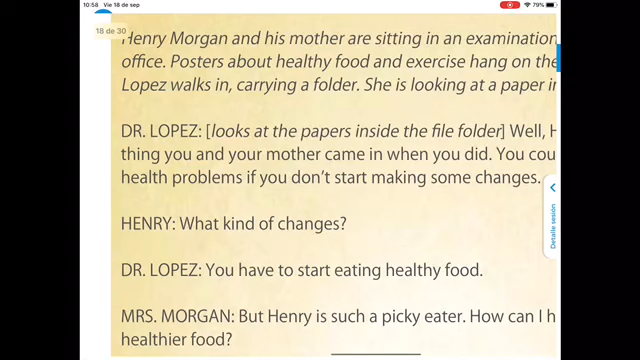 10:58 Vie 18 de sep
79%
18 de 30
Henry Morgan and his mother are sitting in an examination
office. Posters about healthy food and exercise hang on the
Lopez walks in, carrying a folder. She is looking at a paper
DR. LOPEZ: [looks at the papers inside the file folder] Well,
thing you and your mother came in when you did. You
health problems if you don't start making some changes.
HENRY: What kind of changes?
DR. LOPEZ: You have to start eating healthy food.
MRS. MORGAN: But Henry is such a picky eater. How can I
healthier food?
Detalle sesión